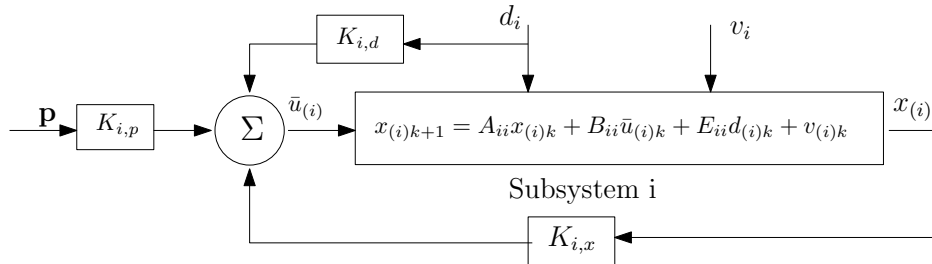 d_i
v_i
K_{i,d}
p
K_{i,p}
Σ
ū_{(i)}
x_{(i)k+1} = A_{ii}x_{(i)k} + B_{ii}ū_{(i)k} + E_{ii}d_{(i)k} + v_{(i)k}
x_{(i)}
Subsystem i
K_{i,x}